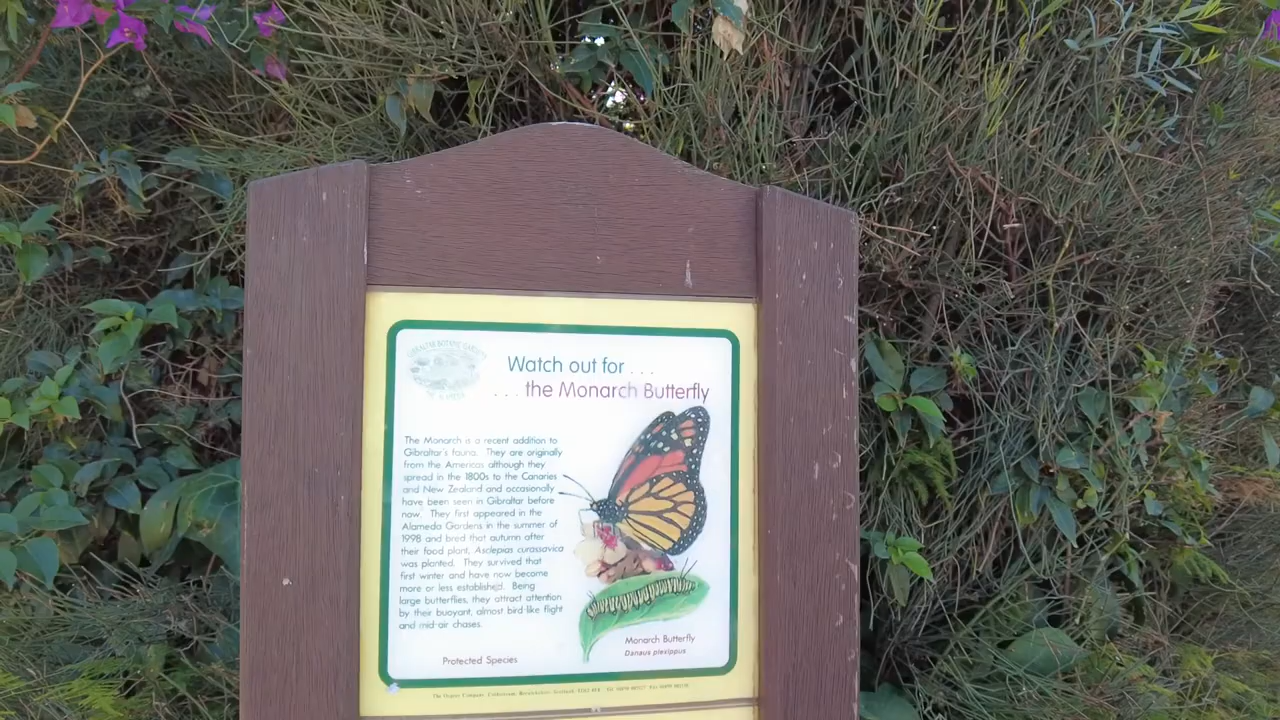 GIBRALTAR BOTANIC GARDENS
Watch out for . . .
. . . the Monarch Butterfly
The Monarch is a recent addition to
Gibraltar's fauna. They are originally
from the Americas although they
spread in the 1800s to the Canaries
and New Zealand and occasionally
have been seen in Gibraltar before
now. They first appeared in the
Alameda Gardens in the summer of
1998 and bred that autumn after
their food plant, Asclepias curassavica
was planted. They survived that
first winter and have now become
more or less established. Being
large butterflies, they attract attention
by their buoyant, almost bird-like flight
and mid-air chases.
Monarch Butterfly
Danaus plexippus
Protected Species